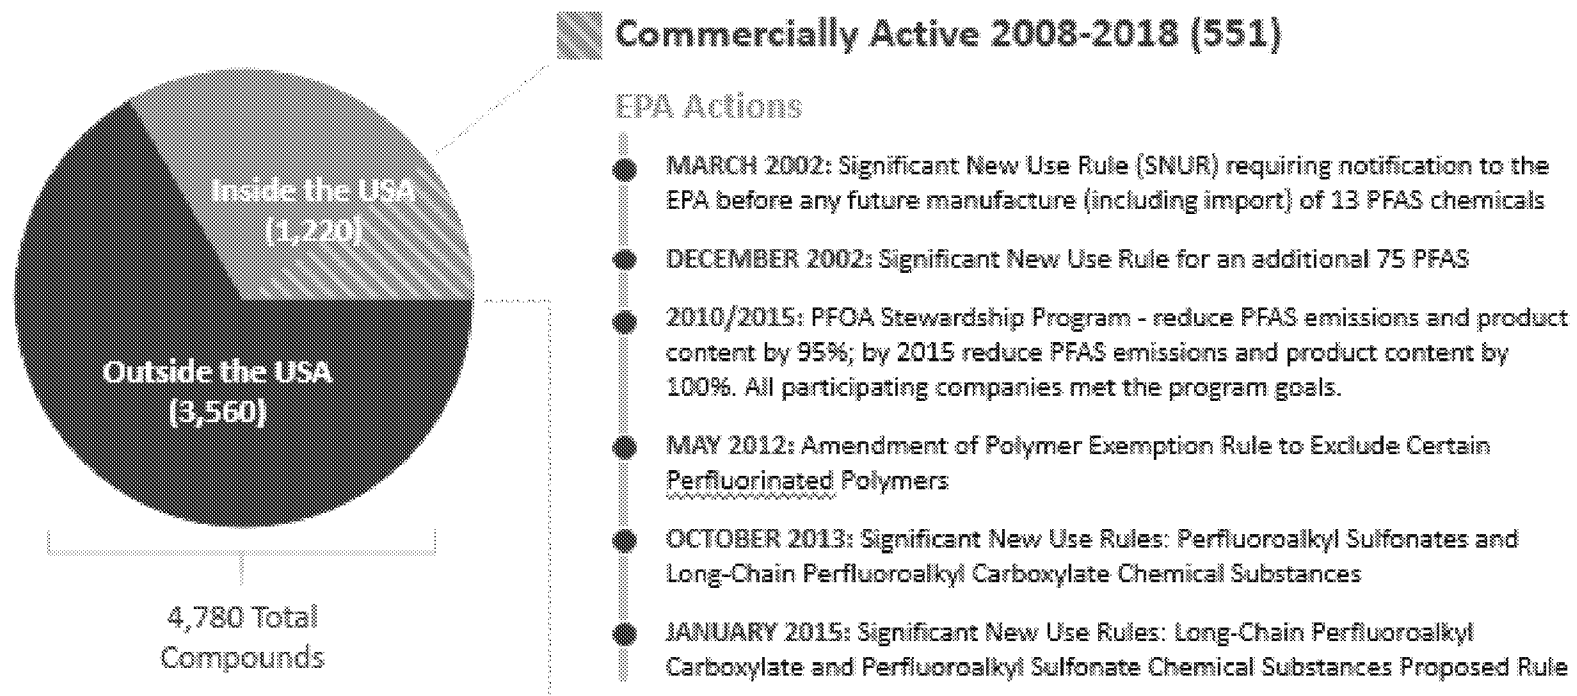 Commercially Active 2008-2018 (551)
EPA Actions
MARCH 2002: Significant New Use Rule (SNUR) requiring notification to the
EPA before any future manufacture (including import) of 13 PFAS chemicals
DECEMBER 2002: Significant New Use Rule for an additional 75 PFAS
2010/2015: PFOA Stewardship Program - reduce PFAS emissions and product
content by 95%; by 2015 reduce PFAS emissions and product content by
100%. All participating companies met the program goals.
MAY 2012: Amendment of Polymer Exemption Rule to Exclude Certain
Perfluorinated Polymers
OCTOBER 2013: Significant New Use Rules: Perfluoroalkyl Sulfonates and
Long-Chain Perfluoroalkyl Carboxylate Chemical Substances
JANUARY 2015: Significant New Use Rules: Long-Chain Perfluoroalkyl
Carboxylate and Perfluoroalkyl Sulfonate Chemical Substances Proposed Rule
Inside the USA
(1,220)
Outside the USA
(3,560)
4,780 Total
Compounds